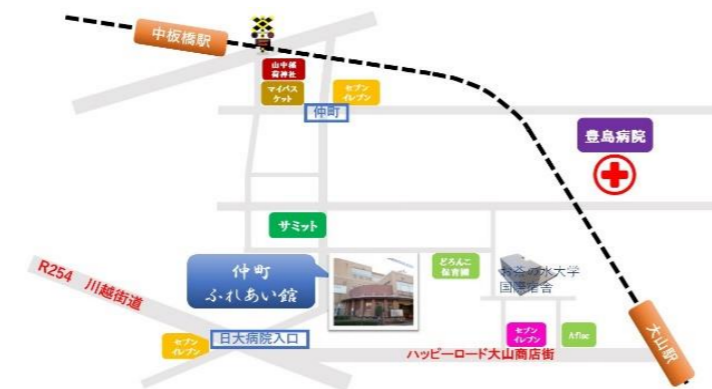 中板橋駅
山中稲
荷神社
マイバス
ケット
セブン
イレブン
仲町
豊島病院
サミット
仲町
ふれあい館
どろんこ
保育園
お茶の水大学
国際宿舎
R254 川越街道
セブン
イレブン
日大病院入口
セブン
イレブン
Aflac
ハッピーロード大山商店街
大山駅